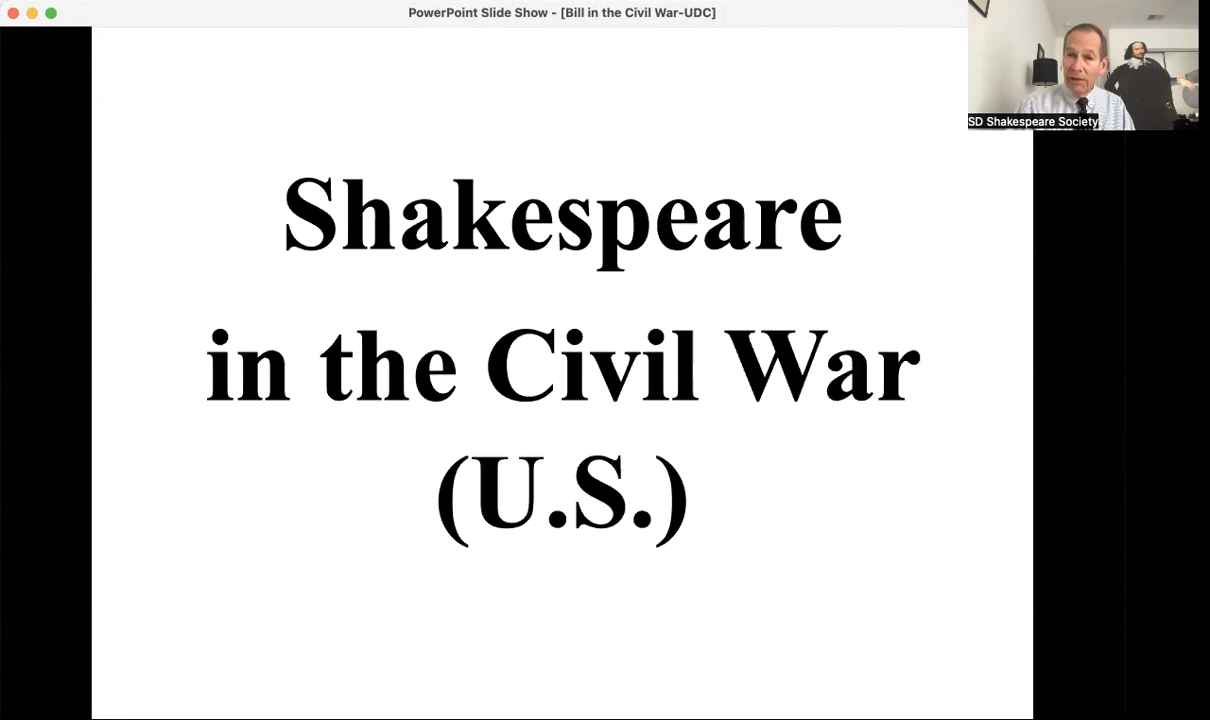 PowerPoint Slide Show - [Bill in the Civil War-UDC]
SD Shakespeare Society
Shakespeare
in the Civil War
(U.S.)